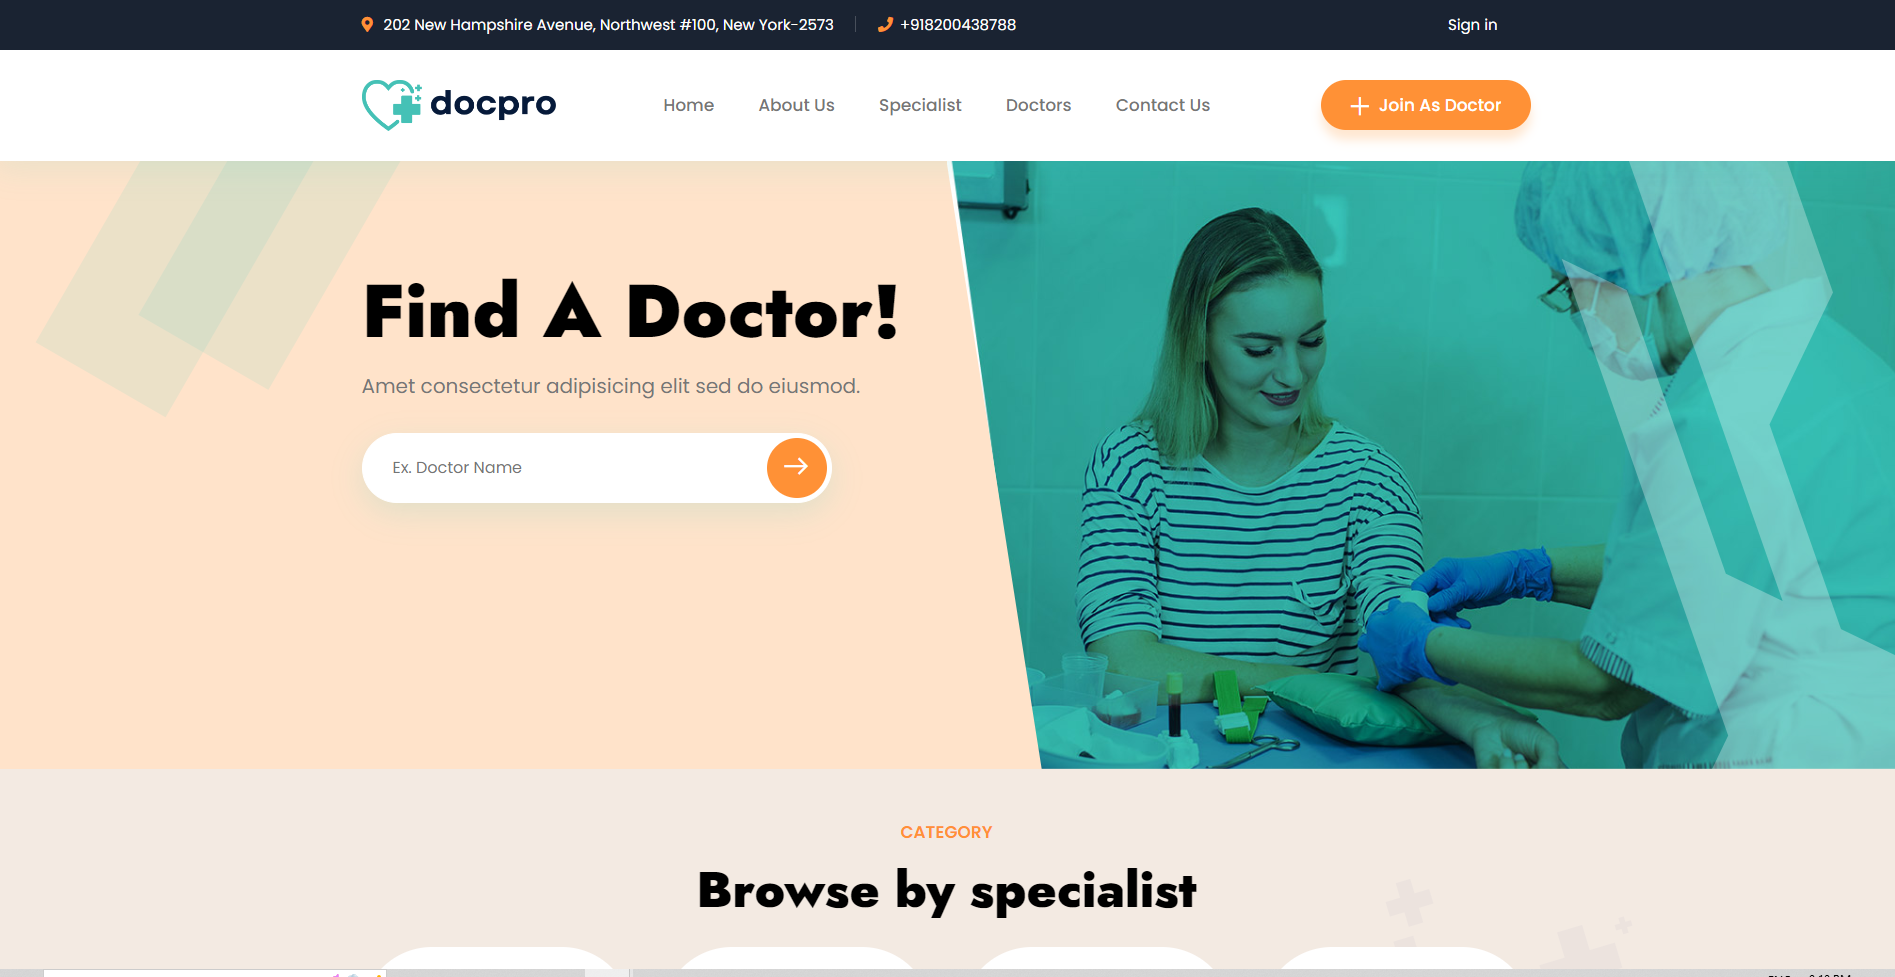 202 New Hampshire Avenue, Northwest #100, New York-2573
+918200438788
Sign in
docpro
Home
About Us
Specialist
Doctors
Contact Us
Join As Doctor
Find A Doctor!
Amet consectetur adipisicing elit sed do eiusmod.
Ex. Doctor Name
CATEGORY
Browse by specialist